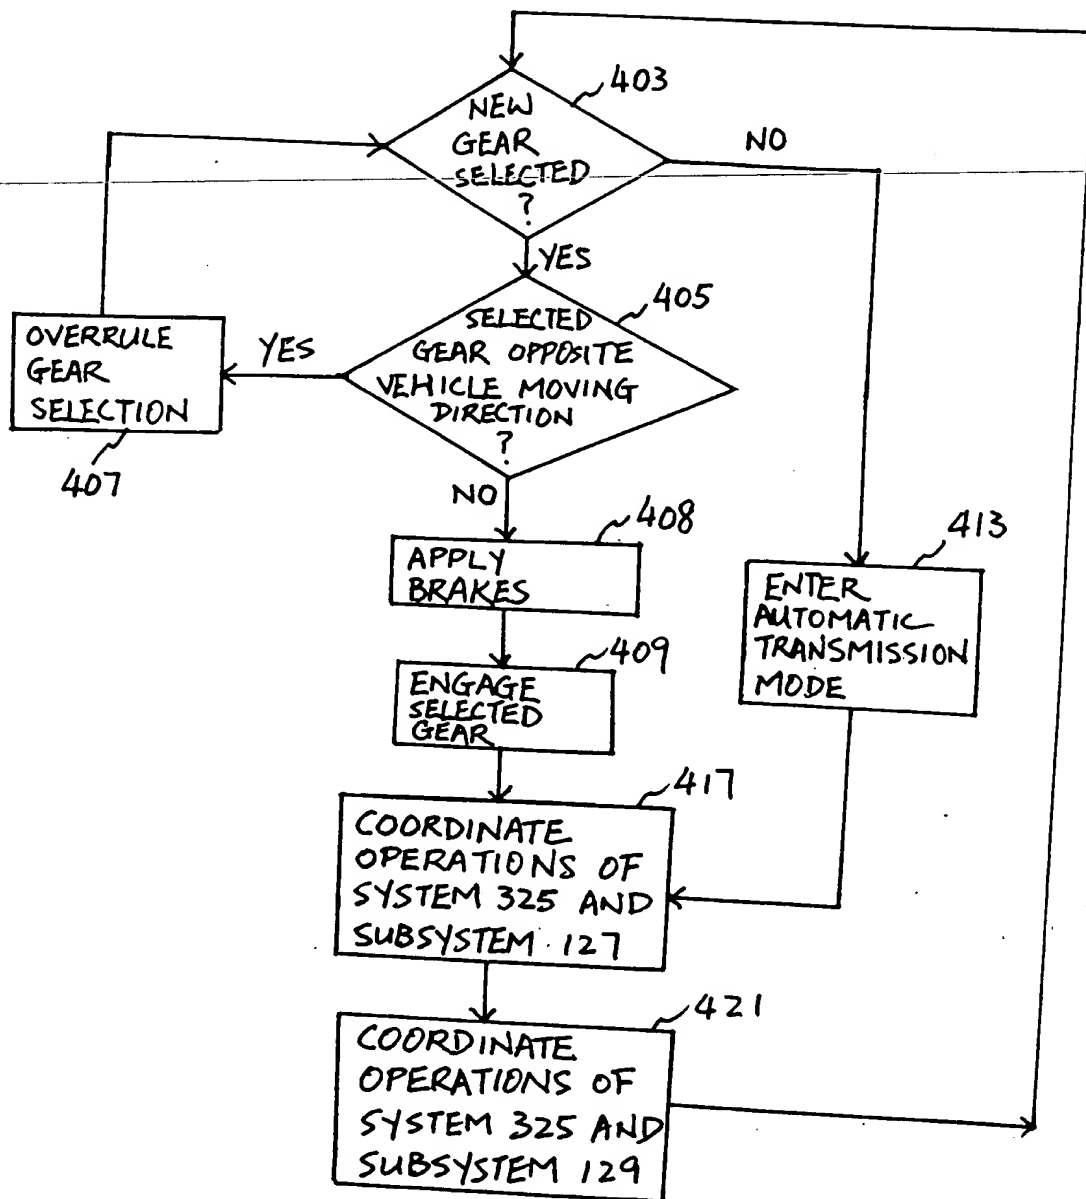 403
NEW
GEAR
SELECTED
?
NO
YES
405
SELECTED
GEAR OPPOSITE
VEHICLE MOVING
DIRECTION
?
YES
OVERRULE
GEAR
SELECTION
407
NO
408
APPLY
BRAKES
409
ENGAGE
SELECTED
GEAR
413
ENTER
AUTOMATIC
TRANSMISSION
MODE
417
COORDINATE
OPERATIONS OF
SYSTEM 325 AND
SUBSYSTEM 127
421
COORDINATE
OPERATIONS OF
SYSTEM 325 AND
SUBSYSTEM 129